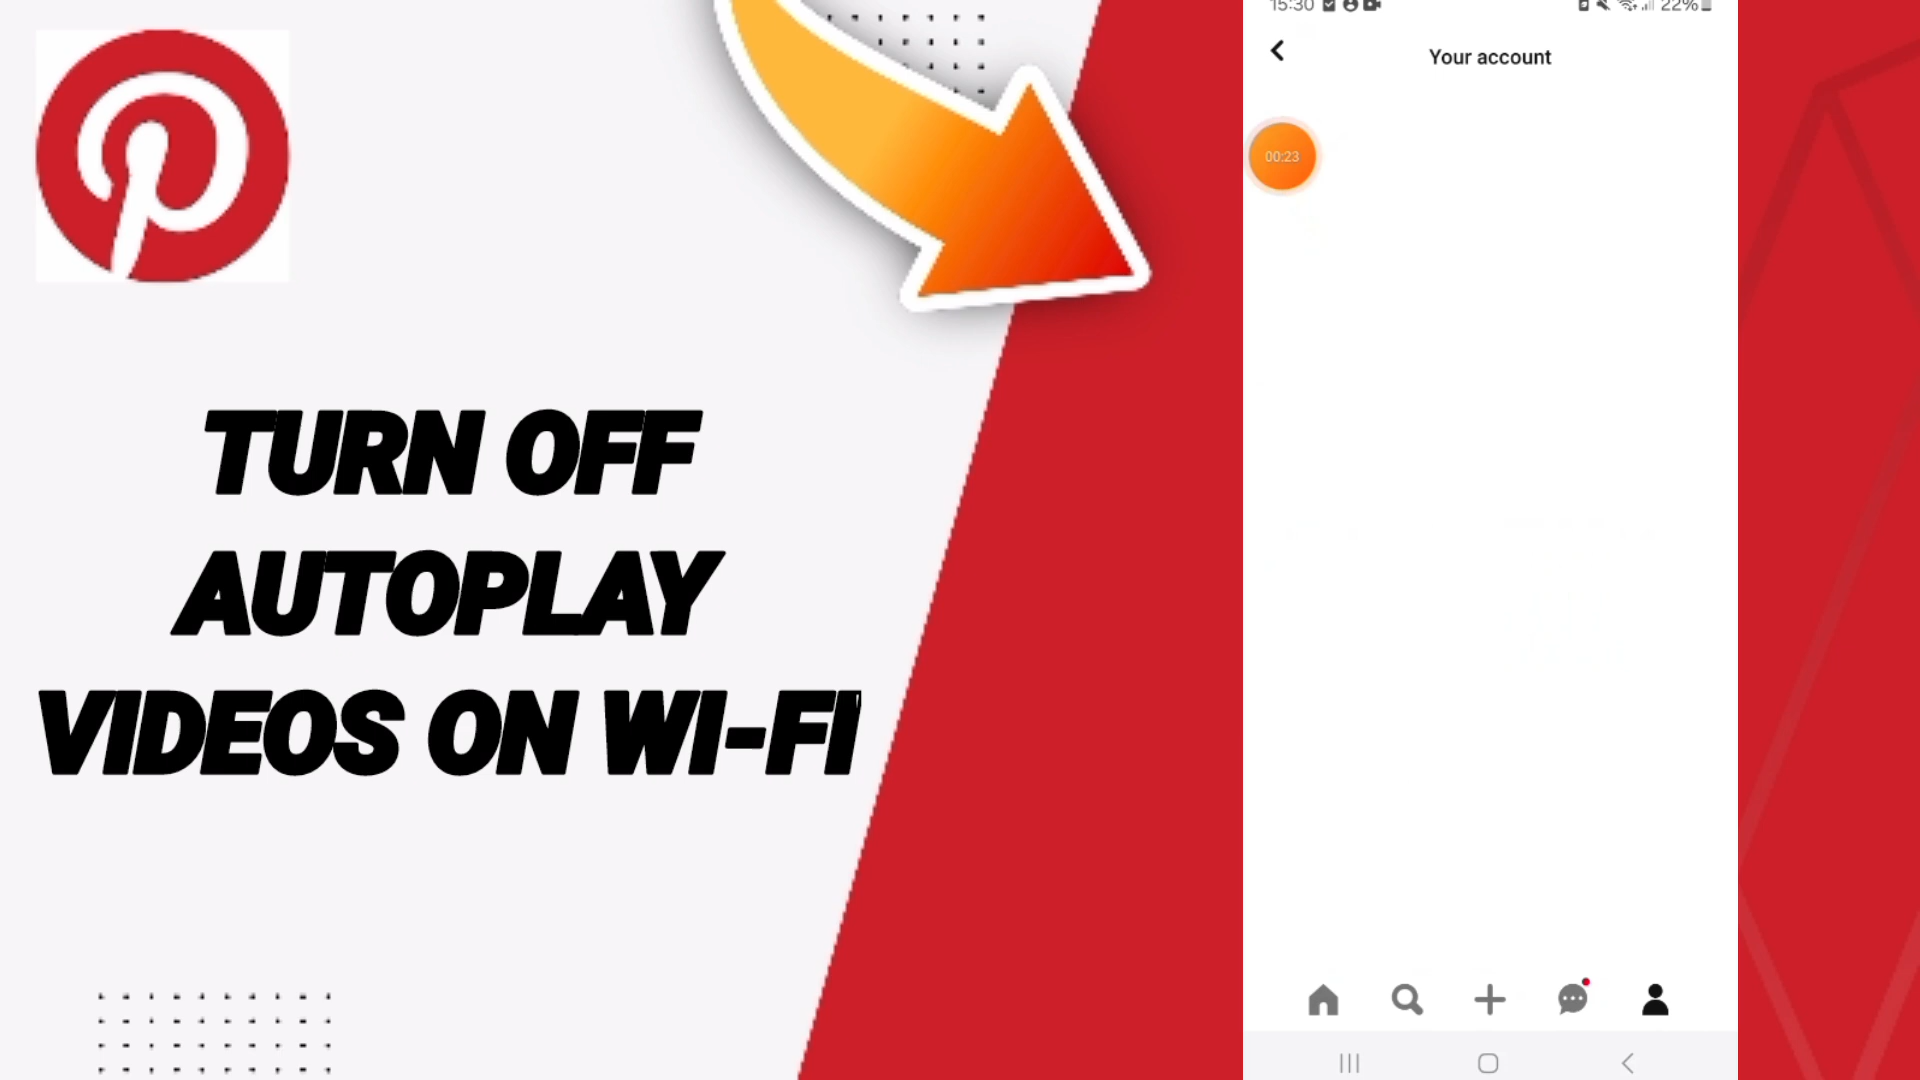 15:30
22%
Your account
00:23
TURN OFF
AUTOPLAY
VIDEOS ON WI-FI